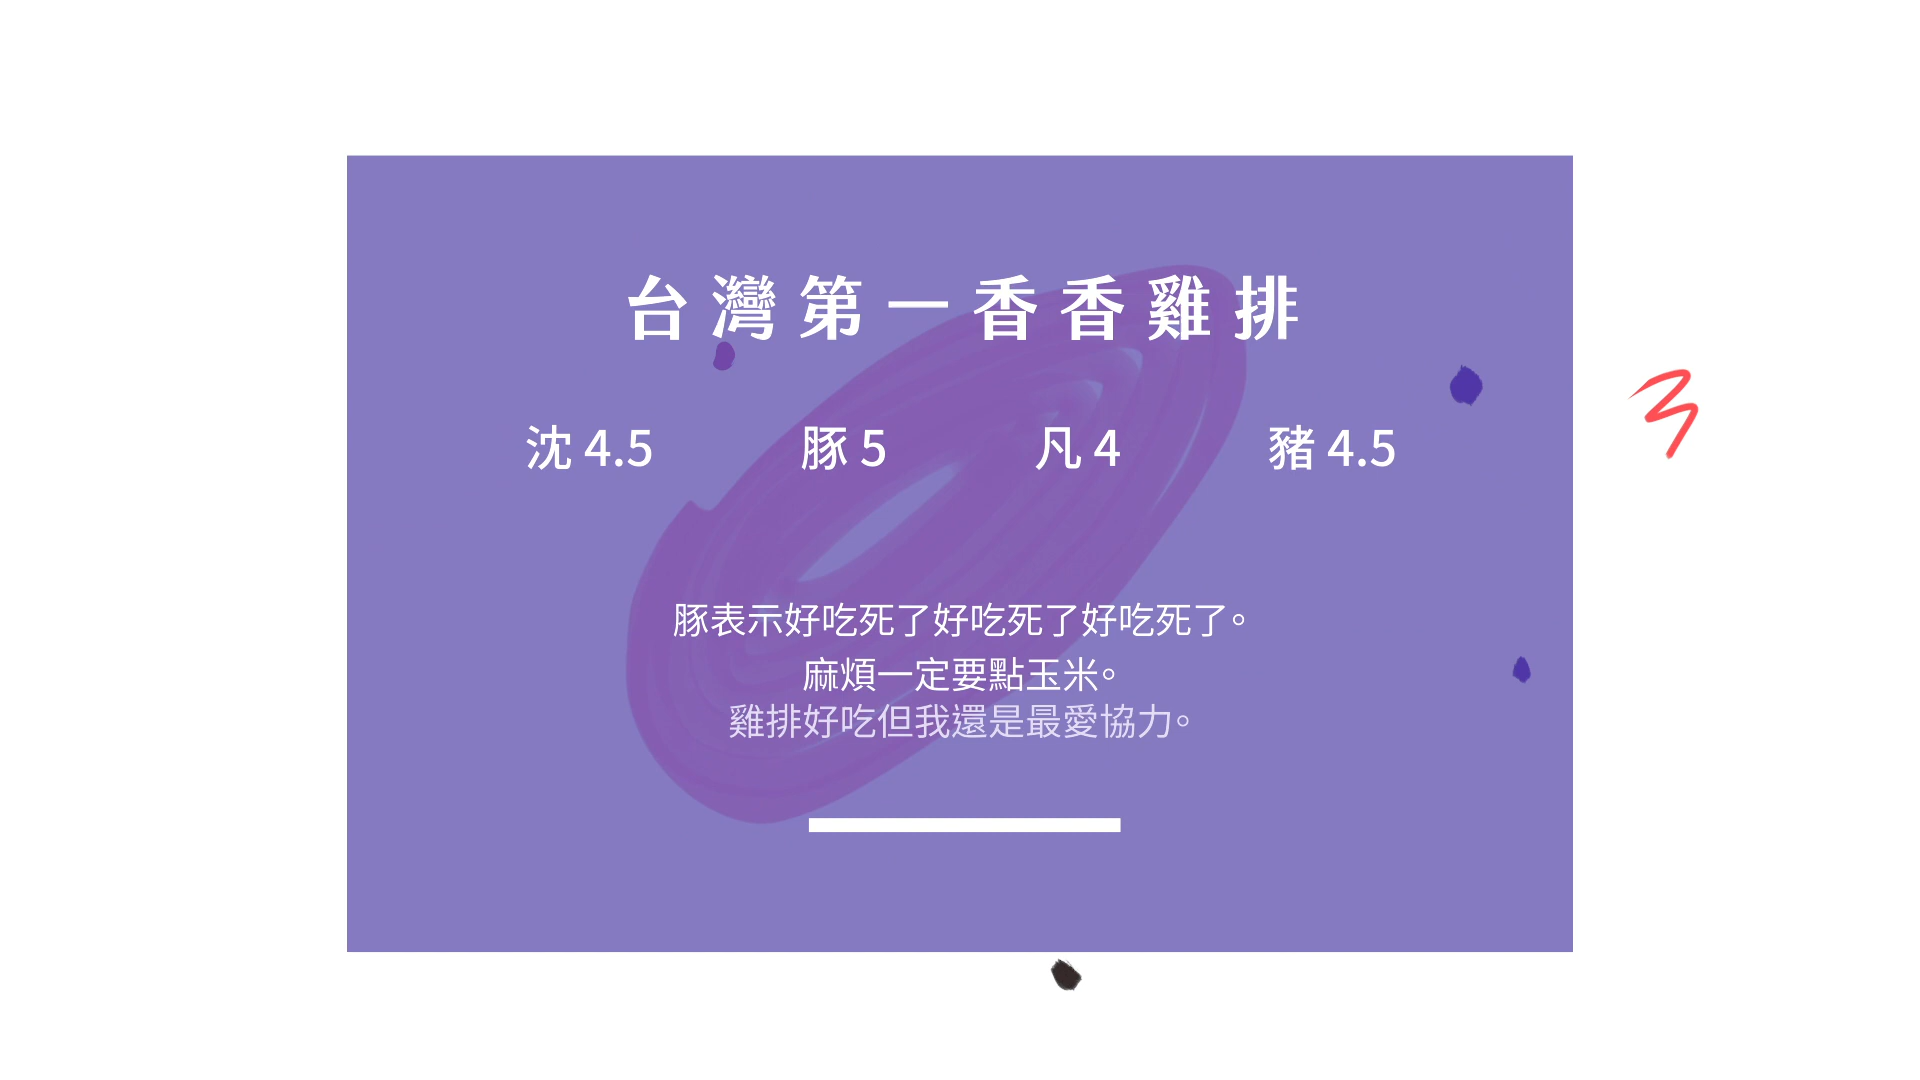 台灣第一香香雞排
沈 4.5 豚 5 凡 4 豬 4.5
豚表示好吃死了好吃死了好吃死了。
麻煩一定要點玉米。
雞排好吃但我還是最愛協力。